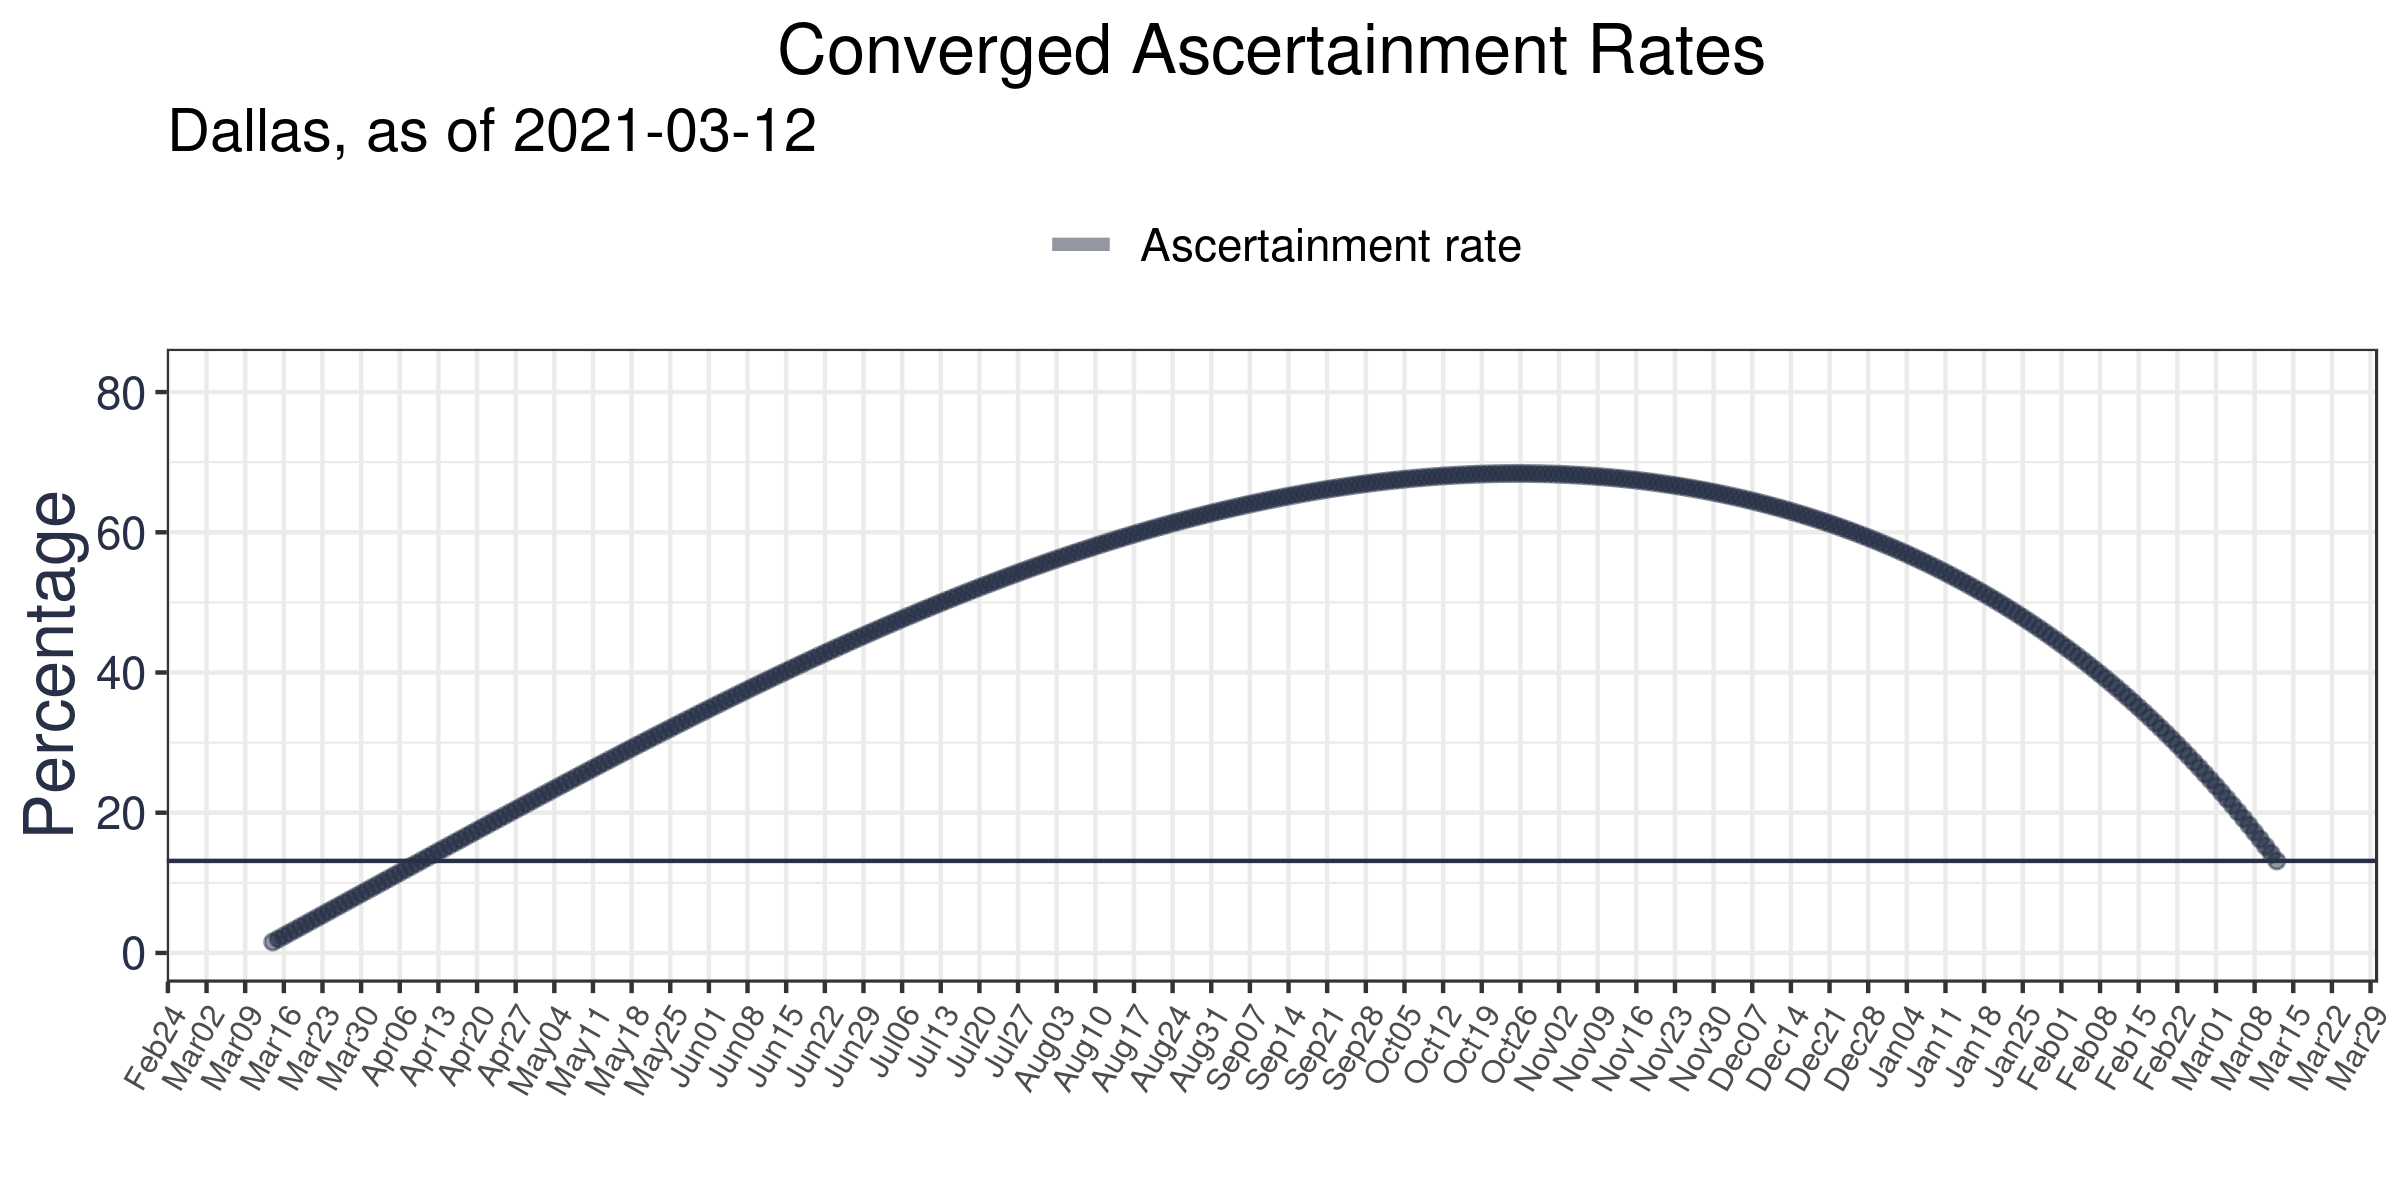 Converged Ascertainment Rates
Dallas, as of 2021-03-12
Ascertainment rate
Percentage
80
60
40
20
0
Feb24
Mar02
Mar09
Mar16
Mar23
Mar30
Apr06
Apr13
Apr20
Apr27
May04
May11
May18
May25
Jun01
Jun08
Jun15
Jun22
Jun29
Jul06
Jul13
Jul20
Jul27
Aug03
Aug10
Aug17
Aug24
Aug31
Sep07
Sep14
Sep21
Sep28
Oct05
Oct12
Oct19
Oct26
Nov02
Nov09
Nov16
Nov23
Nov30
Dec07
Dec14
Dec21
Dec28
Jan04
Jan11
Jan18
Jan25
Feb01
Feb08
Feb15
Feb22
Mar01
Mar08
Mar15
Mar22
Mar29